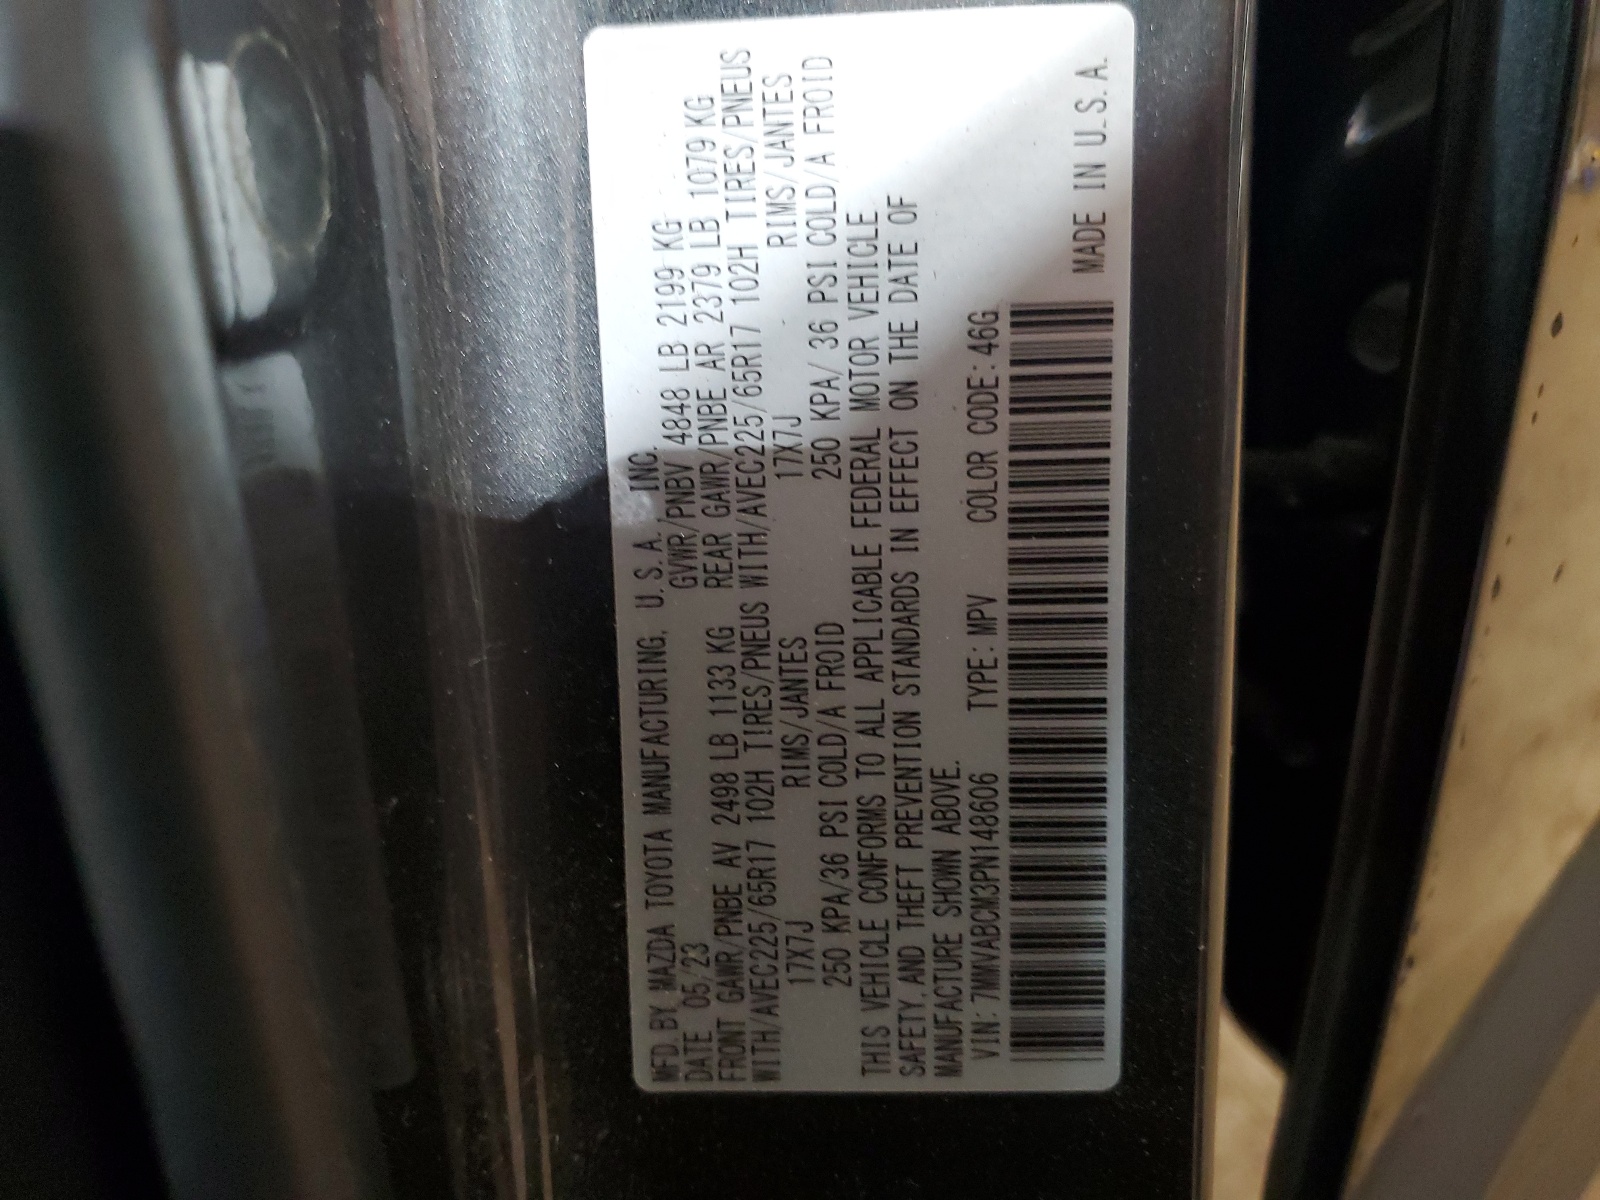 MFD.BY MAZDA TOYOTA MANUFACTURING, U.S.A. INC.
DATE 05/23 GVWR/PNBV 4848 LB 2199 KG
FRONT GAWR/PNBE AV 2498 LB 1133 KG REAR GAWR/PNBE AR 2379 LB 1079 KG
WITH/AVEC225/65R17 102H TIRES/PNEUS WITH/AVEC225/65R17 102H TIRES/PNEUS
17X7J RIMS/JANTES 17X7J RIMS/JANTES
250 KPA/36 PSI COLD/A FROID 250 KPA/ 36 PSI COLD/A FROID
THIS VEHICLE CONFORMS TO ALL APPLICABLE FEDERAL MOTOR VEHICLE
SAFETY, AND THEFT PREVENTION STANDARDS IN EFFECT ON THE DATE OF
MANUFACTURE SHOWN ABOVE.
VIN: 7MMVABCM3PN148606 TYPE: MPV COLOR CODE: 46G
MADE IN U.S.A.